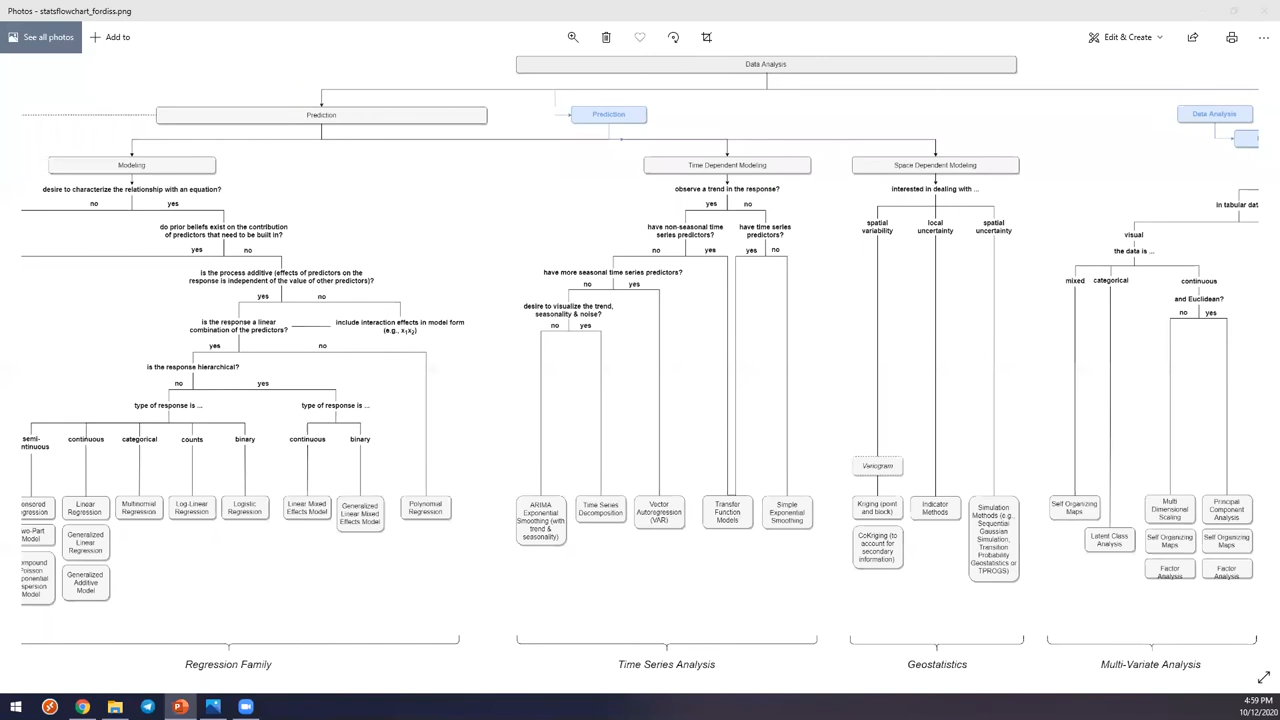 Photos - statsflowchart_fordiss.png
See all photos
Add to
Edit & Create
Data Analysis
Prediction
Prediction
Data Analysis
Modeling
Time Dependent Modeling
Space Dependent Modeling
desire to characterize the relationship with an equation?
observe a trend in the response?
interested in dealing with ...
no
yes
yes
no
in tabular dat
do prior beliefs exist on the contribution
of predictors that need to be built in?
have non-seasonal time
series predictors?
have time series
predictors?
spatial
variability
local
uncertainty
spatial
uncertainty
visual
yes
no
no
yes
yes
no
the data is ...
is the process additive (effects of predictors on the
response is independent of the value of other predictors)?
have more seasonal time series predictors?
mixed
categorical
continuous
no
yes
yes
no
and Euclidean?
desire to visualize the trend,
seasonality & noise?
no
yes
is the response a linear
combination of the predictors?
include interaction effects in model form
(e.g., x1x2)
no
yes
yes
no
is the response hierarchical?
no
yes
type of response is ...
type of response is ...
semi-
ntinuous
continuous
categorical
counts
binary
continuous
binary
Variogram
ensored
gression
Linear
Regression
Multinomial
Regression
Log-Linear
Regression
Logistic
Regression
Linear Mixed
Effects Model
Generalized
Linear Mixed
Effects Model
Polynomial
Regression
ARIMA
Exponential
Smoothing (with
trend &
seasonality)
Time Series
Decomposition
Vector
Autoregression
(VAR)
Transfer
Function
Models
Simple
Exponential
Smoothing
Kriging (point
and block)
Indicator
Methods
Simulation
Methods (e.g.,
Sequential
Gaussian
Simulation,
Transition
Probability
Geostatistics or
TPROGS)
Self Organizing
Maps
Multi
Dimensional
Scaling
Principal
Component
Analysis
wo-Part
Model
Generalized
Linear
Regression
CoKriging (to
account for
secondary
information)
Latent Class
Analysis
Self Organizing
Maps
Self Organizing
Maps
ompound
Poisson
xponential
spersion
Model
Generalized
Additive
Model
Factor
Analysis
Factor
Analysis
Regression Family
Time Series Analysis
Geostatistics
Multi-Variate Analysis
4:59 PM
10/12/2020